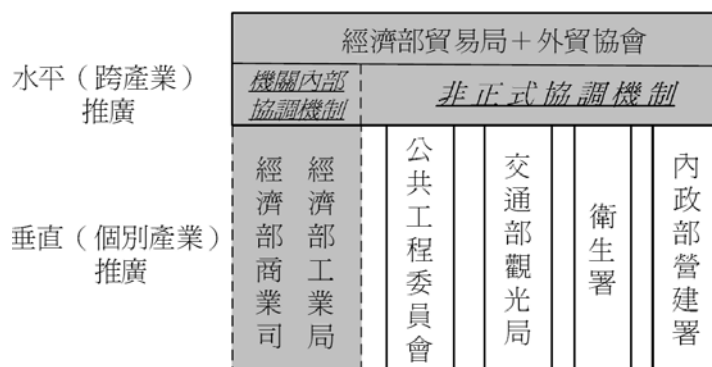 經濟部貿易局＋外貿協會
水平（跨產業）
推廣
機關內部
協調機制
非正式協調機制
垂直（個別產業）
推廣
經濟部商業司
經濟部工業局
公共工程委員會
交通部觀光局
衛生署
內政部營建署